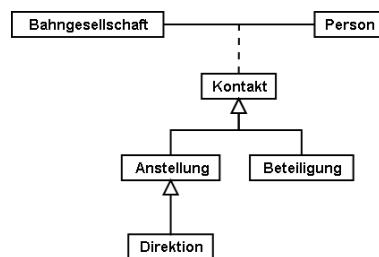 Bahngesellschaft
Person
Kontakt
Anstellung
Beteiligung
Direktion